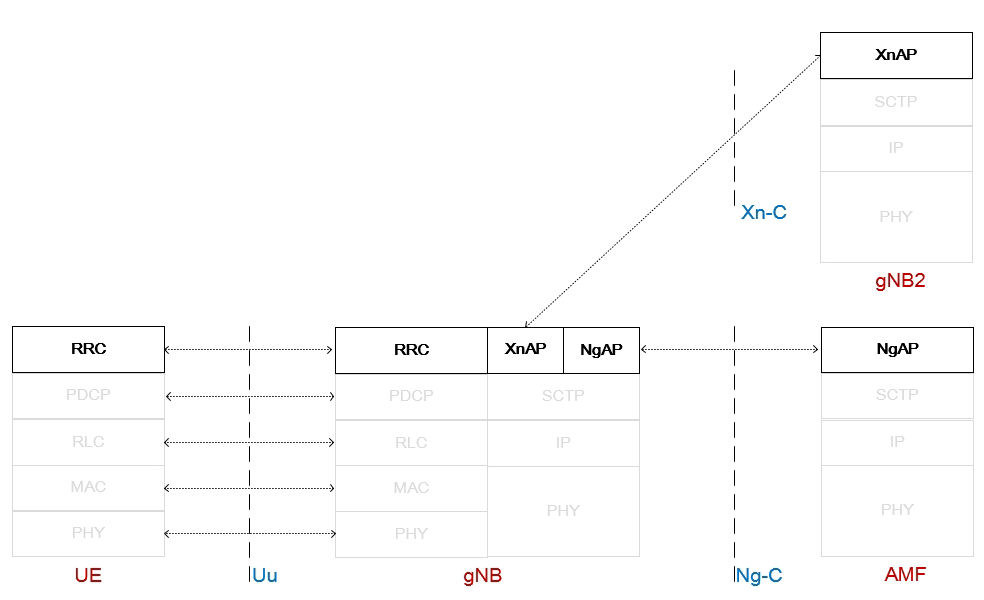 XnAP
SCTP
IP
PHY
Xn-C
gNB2
RRC
RRC
XnAP
NgAP
NgAP
PDCP
PDCP
SCTP
SCTP
RLC
RLC
IP
IP
MAC
MAC
PHY
PHY
PHY
PHY
UE
Uu
gNB
Ng-C
AMF